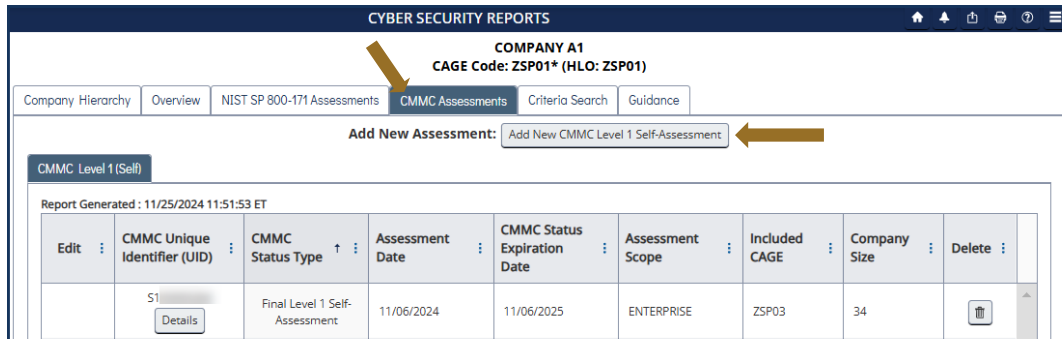 CYBER SECURITY REPORTS
COMPANY A1
CAGE Code: ZSP01* (HLO: ZSP01)
Company Hierarchy Overview NIST SP 800-171 Assessments CMMC Assessments Criteria Search Guidance
Add New Assessment: Add New CMMC Level 1 Self-Assessment
CMMC Level 1 (Self)
Report Generated : 11/25/2024 11:51:53 ET
Edit
CMMC Unique
Identifier (UID)
CMMC
Status Type
Assessment
Date
CMMC Status
Expiration
Date
Assessment
Scope
Included
CAGE
Company
Size
Delete
S1
Details
Final Level 1 Self-
Assessment
11/06/2024
11/06/2025
ENTERPRISE
ZSP03
34